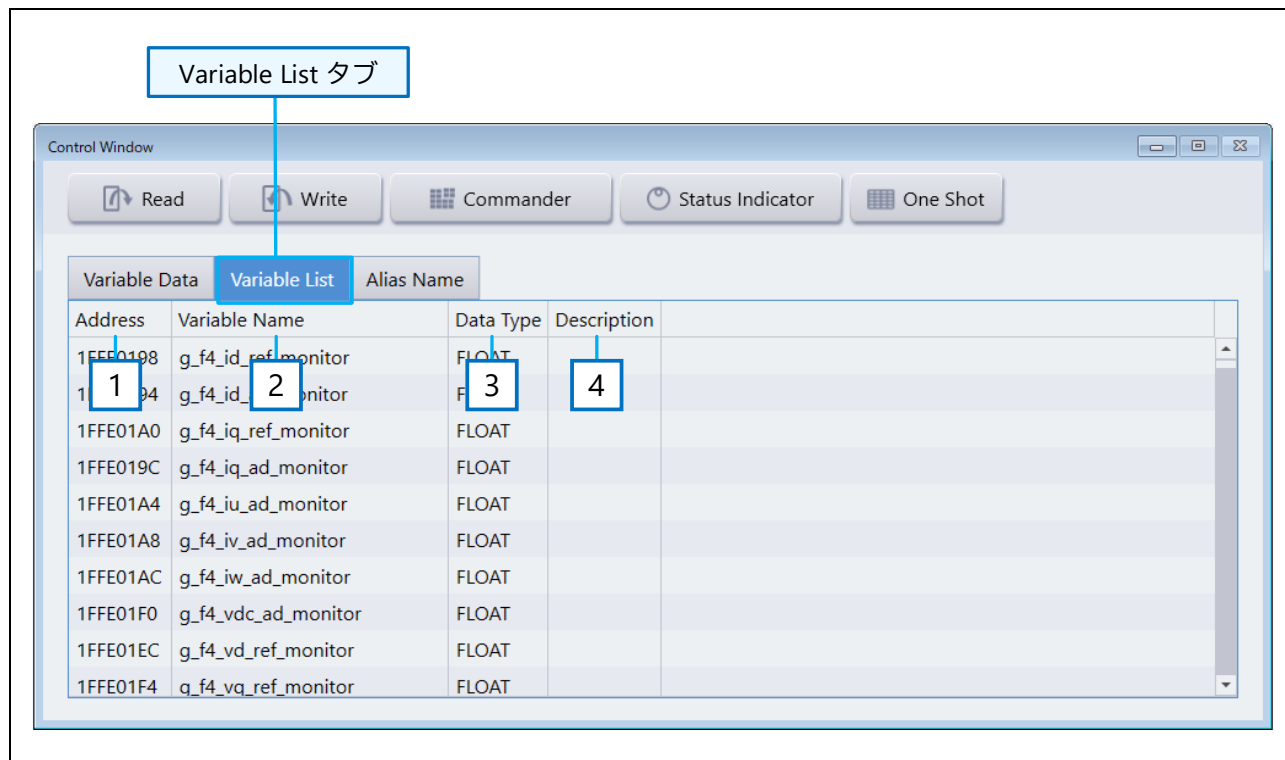 Variable List タブ
Control Window
Read Write Commander Status Indicator One Shot
Variable Data Variable List Alias Name
Address Variable Name Data Type Description
1 2 3 4
1FFE01A0 g_f4_iq_ref_monitor FLOAT
1FFE019C g_f4_iq_ad_monitor FLOAT
1FFE01A4 g_f4_iu_ad_monitor FLOAT
1FFE01A8 g_f4_iv_ad_monitor FLOAT
1FFE01AC g_f4_iw_ad_monitor FLOAT
1FFE01F0 g_f4_vdc_ad_monitor FLOAT
1FFE01EC g_f4_vd_ref_monitor FLOAT
1FFE01F4 g_f4_vq_ref_monitor FLOAT